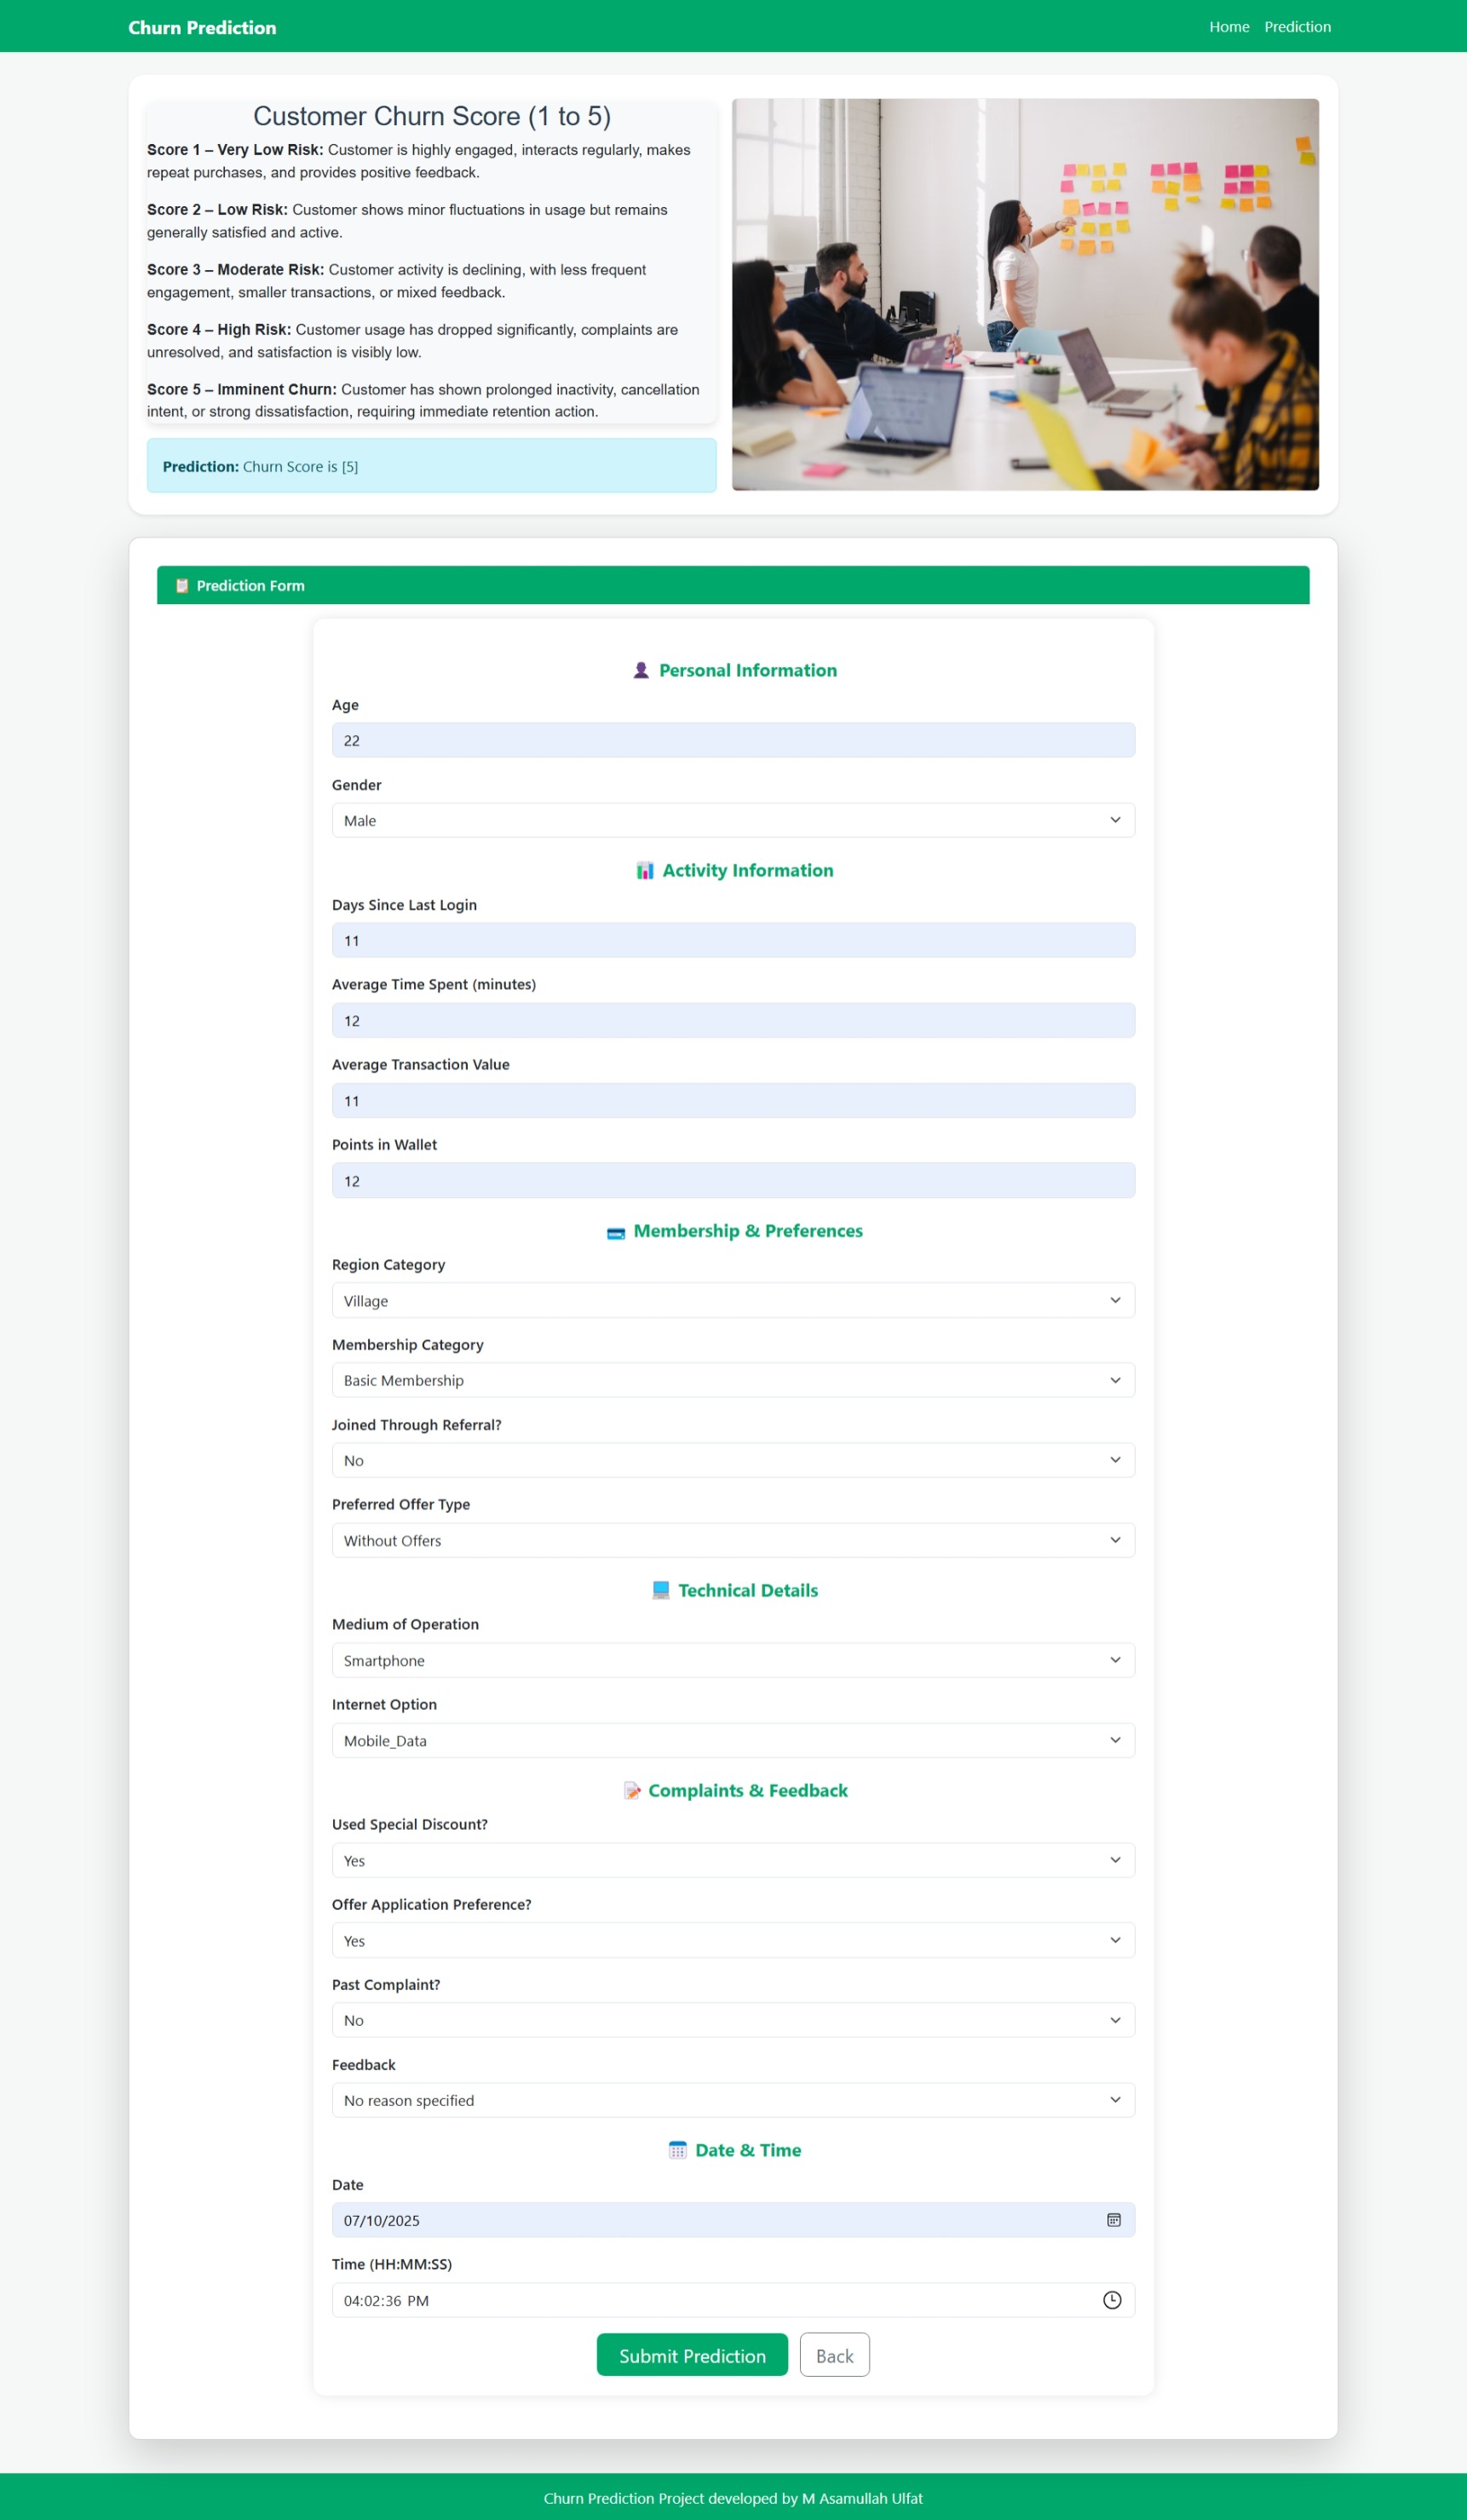 Churn Prediction
Home Prediction
Customer Churn Score (1 to 5)
Score 1 – Very Low Risk: Customer is highly engaged, interacts regularly, makes
repeat purchases, and provides positive feedback.
Score 2 – Low Risk: Customer shows minor fluctuations in usage but remains
generally satisfied and active.
Score 3 – Moderate Risk: Customer activity is declining, with less frequent
engagement, smaller transactions, or mixed feedback.
Score 4 – High Risk: Customer usage has dropped significantly, complaints are
unresolved, and satisfaction is visibly low.
Score 5 – Imminent Churn: Customer has shown prolonged inactivity, cancellation
intent, or strong dissatisfaction, requiring immediate retention action.
Prediction: Churn Score is [5]
Prediction Form
Personal Information
Age
22
Gender
Male
Activity Information
Days Since Last Login
11
Average Time Spent (minutes)
12
Average Transaction Value
11
Points in Wallet
12
Membership & Preferences
Region Category
Village
Membership Category
Basic Membership
Joined Through Referral?
No
Preferred Offer Type
Without Offers
Technical Details
Medium of Operation
Smartphone
Internet Option
Mobile_Data
Complaints & Feedback
Used Special Discount?
Yes
Offer Application Preference?
Yes
Past Complaint?
No
Feedback
No reason specified
Date & Time
Date
07/10/2025
Time (HH:MM:SS)
04:02:36 PM
Submit Prediction Back
Churn Prediction Project developed by M Asamullah Ulfat